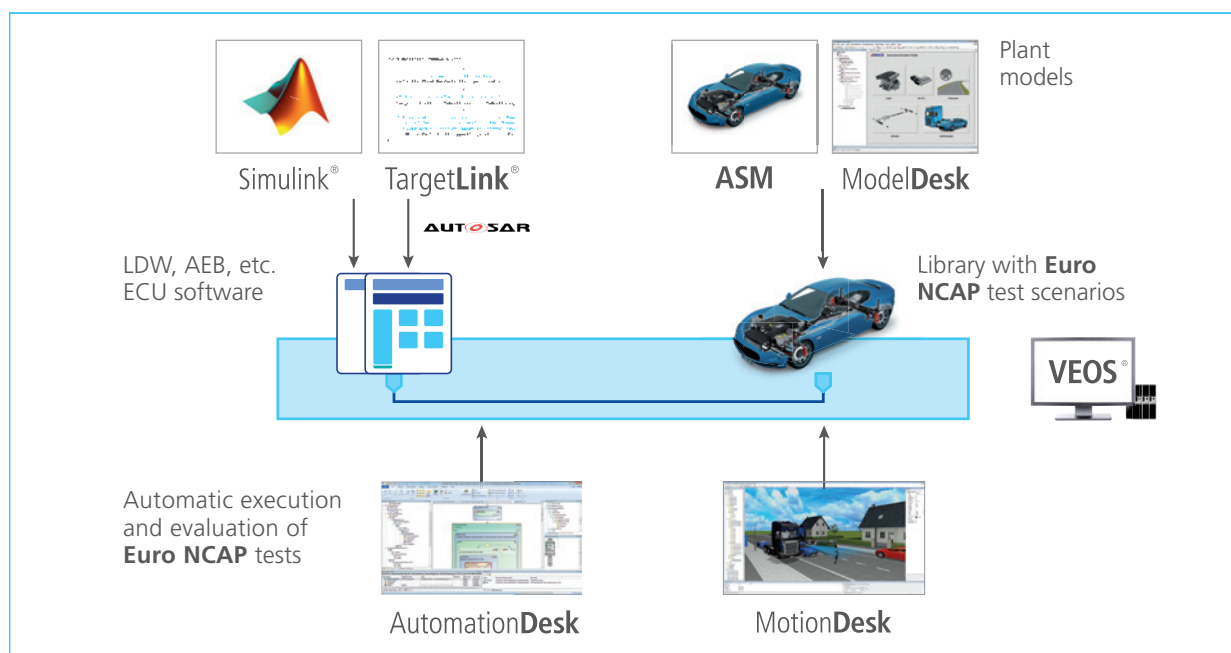 Plant
models
Simulink®
TargetLink®
ASM
ModelDesk
AUTOSAR
LDW, AEB, etc.
ECU software
Library with Euro
NCAP test scenarios
VEOS®
Automatic execution
and evaluation of
Euro NCAP tests
AutomationDesk
MotionDesk